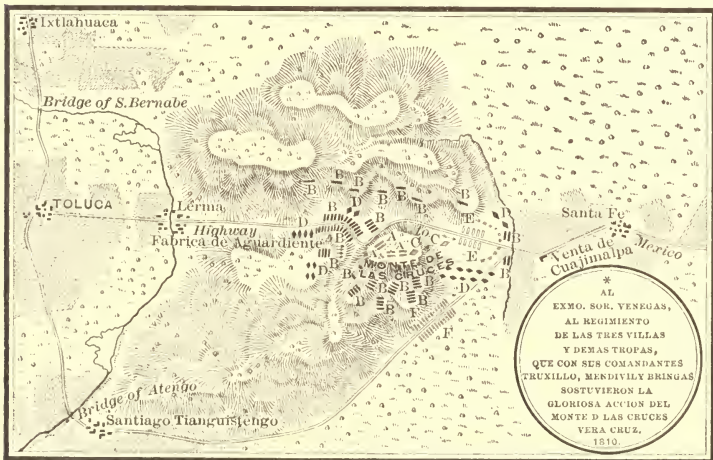 Ixtlahuaca
Bridge of S. Bernabe
TOLUCA
Lerma
Highway
Fabrica de Aguardiente
Santa Fe
to
Mexico
Venta de
Cuajimalpa
MONTE DE
LAS CRUCES
B
B
B
B
B
B
B
D
B
B
B
B
E
D
B
D
B
B
C
A
A
C
B
D
B
A
E
B
B
D
B
B
B
B
B
F
F
Bridge of Atengo
Santiago Tianguistengo
*
AL
EXMO. SOR. VENEGAS,
AL REGIMIENTO
DE LAS TRES VILLAS
Y DEMAS TROPAS,
QUE CON SUS COMANDANTES
TRUXILLO, MENDIVIL Y BRINGAS
SOSTUVIERON LA
GLORIOSA ACCION DEL
MONTE D LAS CRUCES
VERA CRUZ,
1810.